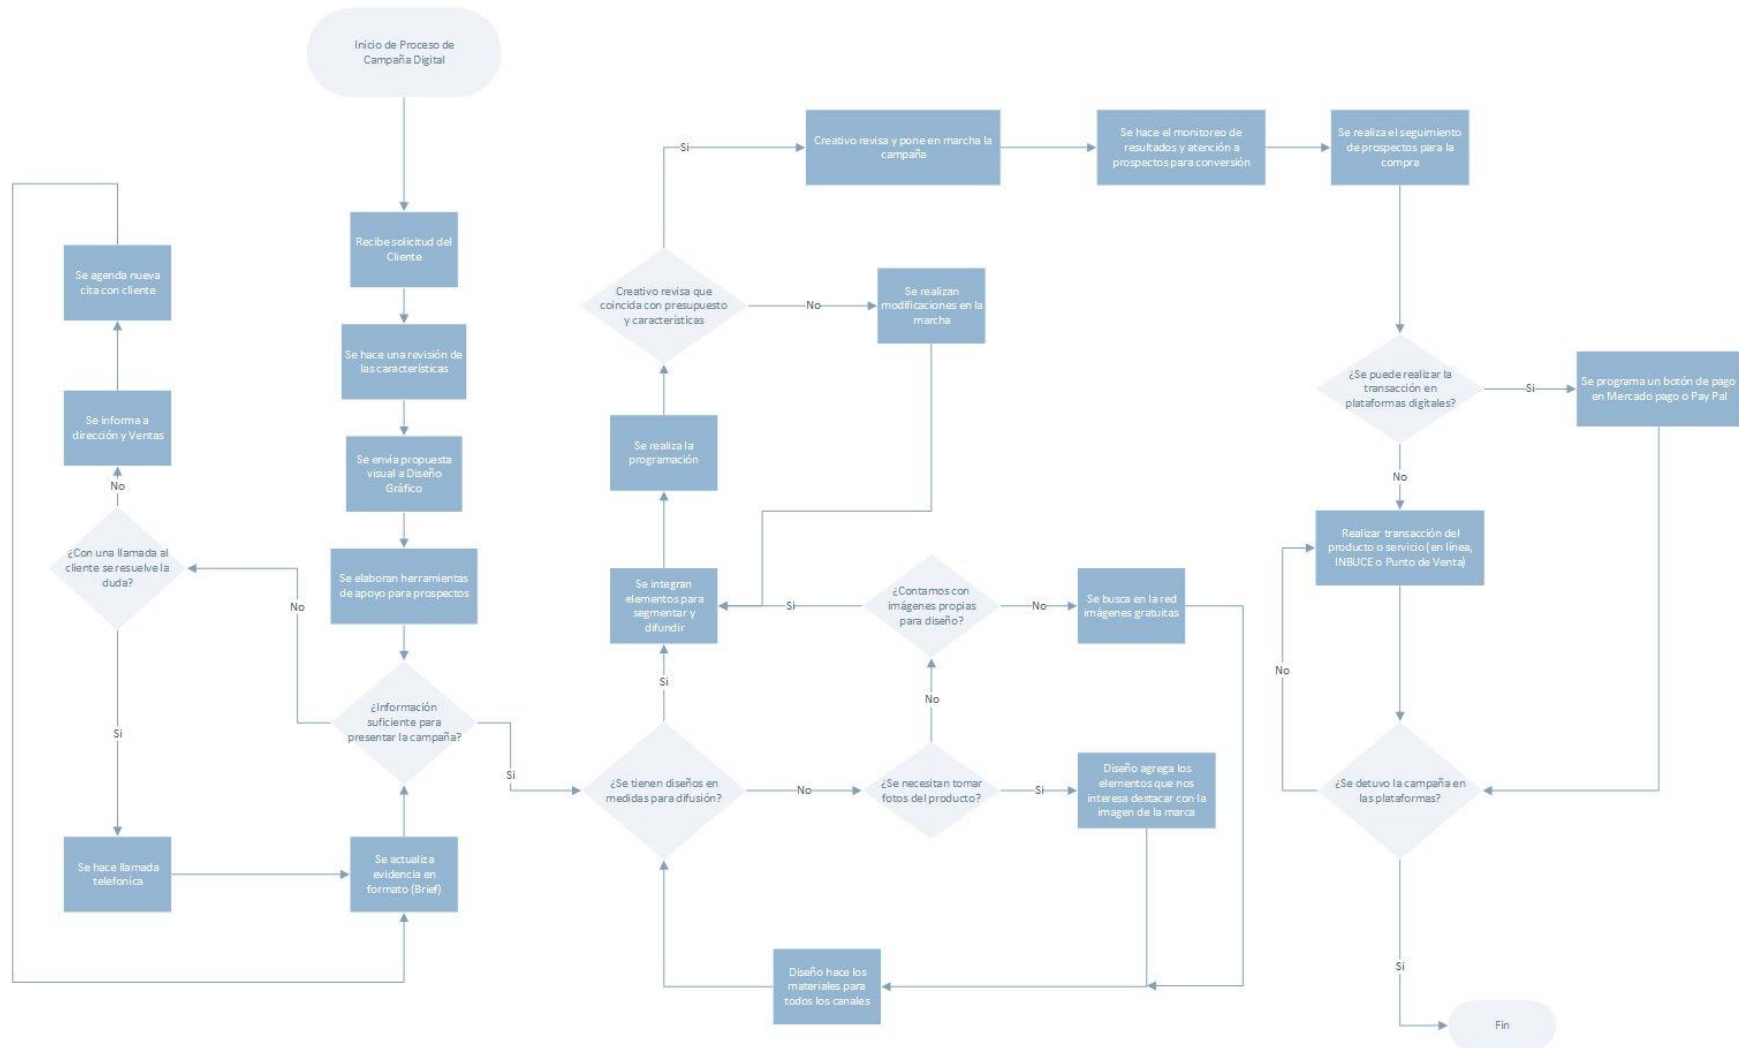 Inicio de Proceso de
Campaña Digital
Recibe solicitud del
Cliente
Se hace una revisión de
las características
Se envía propuesta
visual a Diseño
Gráfico
Se elaboran herramientas
de apoyo para prospectos
¿Información
suficiente para
presentar la campaña?
No
Si
¿Con una llamada al
cliente se resuelve la
duda?
No
Se informa a
dirección y Ventas
Se agenda nueva
cita con cliente
Si
Se hace llamada
telefoníca
Se actualiza
evidencia en
formato (Brief)
¿Se tienen diseños en
medidas para difusión?
No
Si
¿Se necesitan tomar
fotos del producto?
Si
No
Diseño agrega los
elementos que nos
interesa destacar con la
imagen de la marca
¿Contamos con
imágenes propias
para diseño?
Si
No
Se busca en la red
imágenes gratuitas
Diseño hace los
materiales para
todos los canales
Se integran
elementos para
segmentar y
difundir
Se realiza la
programación
Creativo revisa que
coincida con presupuesto
y características
No
Se realizan
modificaciones en la
marcha
Si
Creativo revisa y pone en marcha la
campaña
Se hace el monitoreo de
resultados y atención a
prospectos para conversión
Se realiza el seguimiento
de prospectos para la
compra
¿Se puede realizar la
transacción en
plataformas digitales?
Si
Se programa un botón de pago
en Mercado pago o Pay Pal
No
Realizar transacción del
producto o servicio ( en línea,
INBUCE o Punto de Venta)
No
¿Se detuvo la campaña en
las plataformas?
Si
Fin